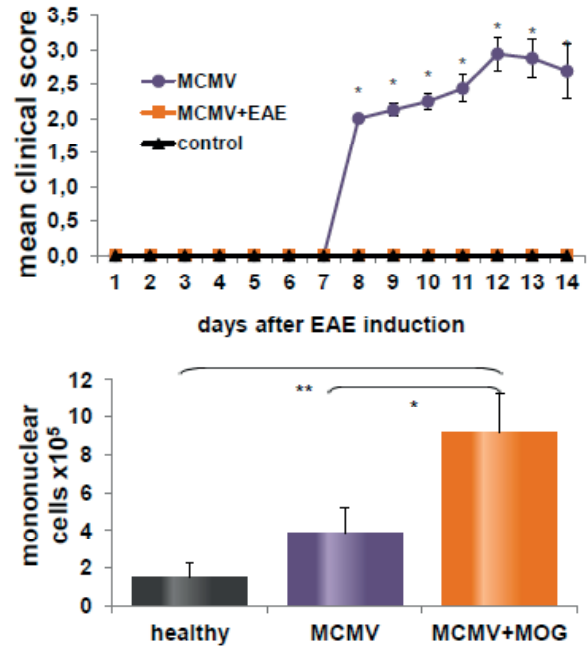 3,5
3,0
2,5
2,0
1,5
1,0
0,5
0,0
mean clinical score
MCMV
MCMV+EAE
control
* * * * * * *
1 2 3 4 5 6 7 8 9 10 11 12 13 14
days after EAE induction
12
10
8
6
4
2
0
mononuclear
cells x10⁵
**
*
healthy MCMV MCMV+MOG